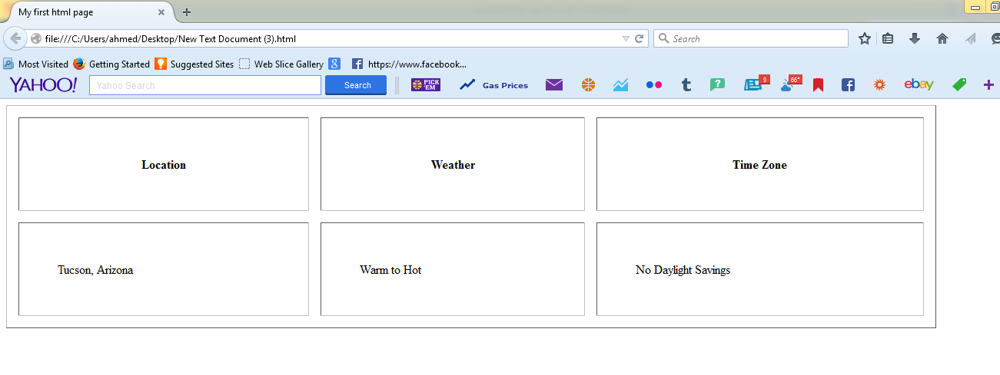 My first html page
file:///C:/Users/ahmed/Desktop/New Text Document (3).html Search
Most Visited Getting Started Suggested Sites Web Slice Gallery https://www.facebook...
YAHOO! Yahoo Search Search PICK 'EM Gas Prices t 9 66° ebay
Location Weather Time Zone
Tucson, Arizona Warm to Hot No Daylight Savings